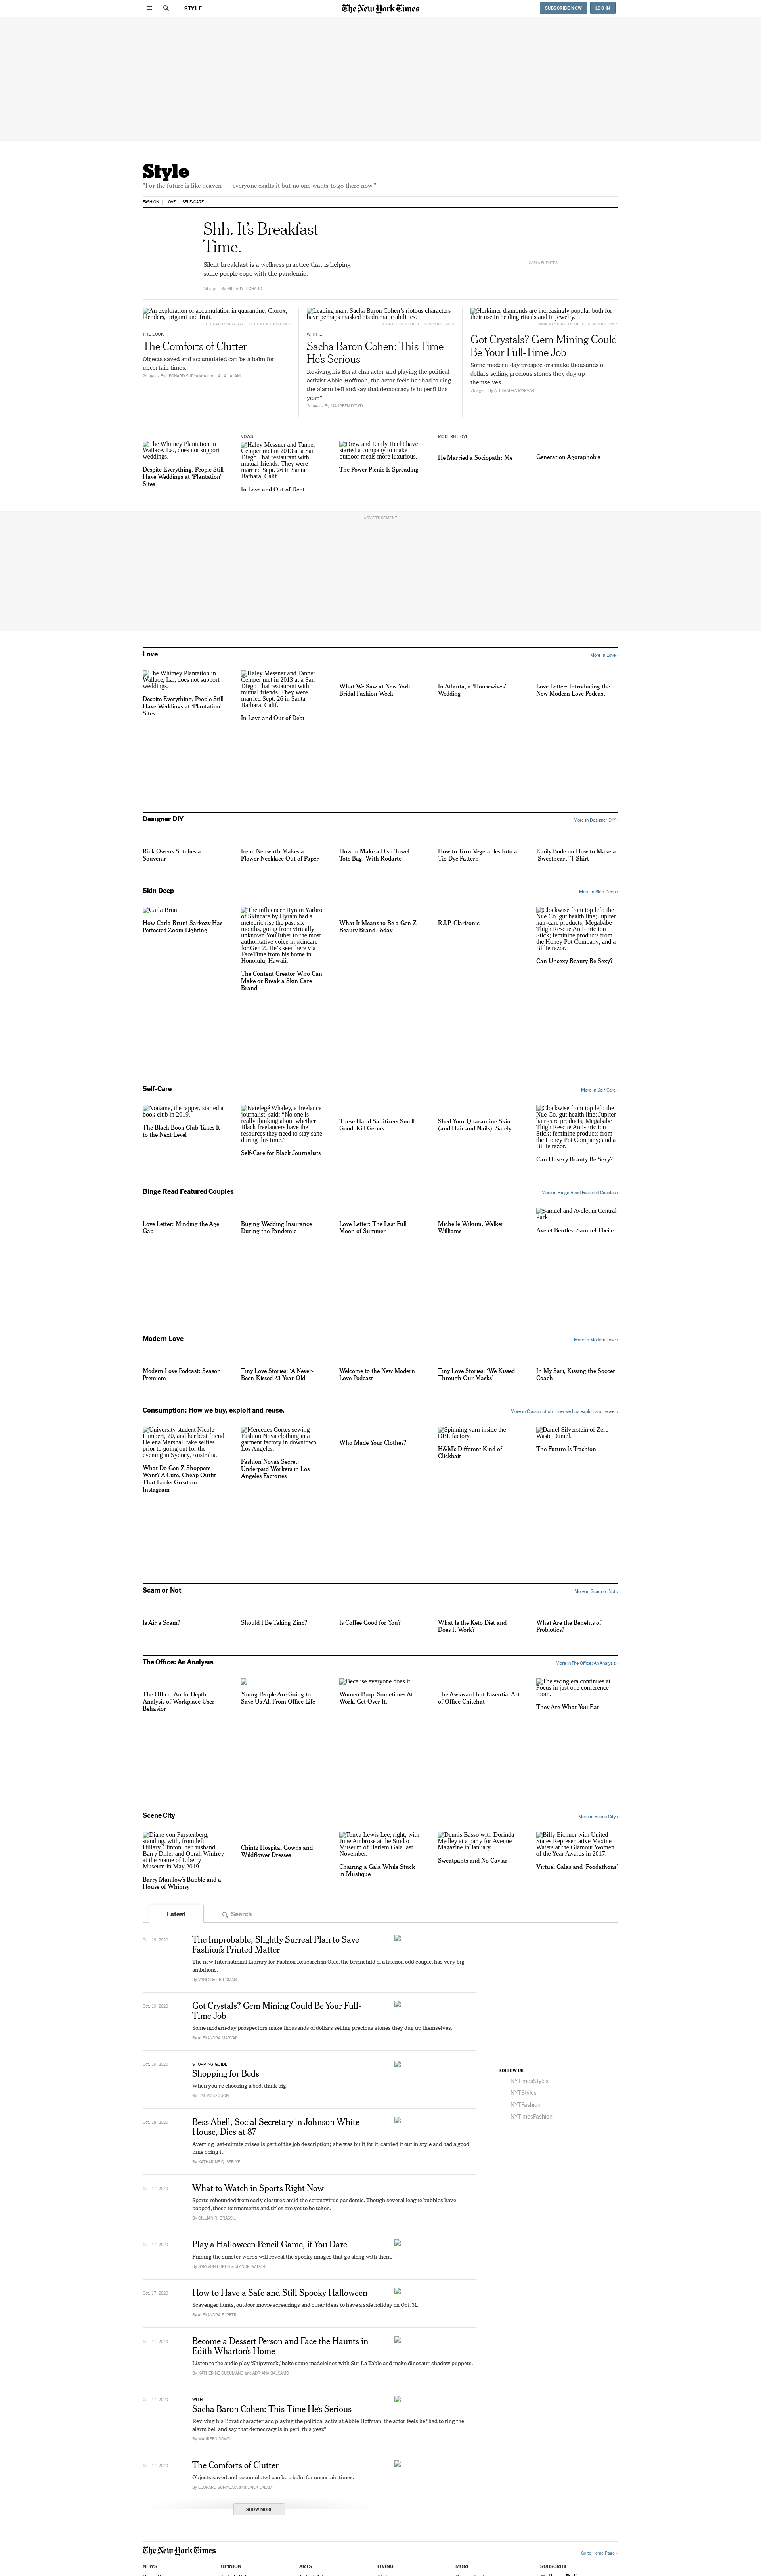 STYLE
The New York Times
SUBSCRIBE NOW
LOG IN
Style
"For the future is like heaven — everyone exalts it but no one wants to go there now."
FASHION
LOVE
SELF-CARE
Shh. It's Breakfast
Time.
Silent breakfast is a wellness practice that is helping
some people cope with the pandemic.
2d ago · By HILLARY RICHARD
CARLA FUENTES
An exploration of accumulation in quarantine: Clorox,
blenders, origami and fruit.
LEONARD SURYAJAYA FOR THE NEW YORK TIMES
THE LOOK
The Comforts of Clutter
Objects saved and accumulated can be a balm for
uncertain times.
2d ago · By LEONARD SURYAJAYA and LAILA LALAMI
Leading man: Sacha Baron Cohen's riotous characters
have perhaps masked his dramatic abilities.
BUCK ELLISON FOR THE NEW YORK TIMES
WITH ...
Sacha Baron Cohen: This Time
He's Serious
Reviving his Borat character and playing the political
activist Abbie Hoffman, the actor feels he "had to ring
the alarm bell and say that democracy is in peril this
year."
2d ago · By MAUREEN DOWD
Herkimer diamonds are increasingly popular both for
their use in healing rituals and in jewelry.
NINA WESTERVELT FOR THE NEW YORK TIMES
Got Crystals? Gem Mining Could
Be Your Full-Time Job
Some modern-day prospectors make thousands of
dollars selling precious stones they dug up
themselves.
7h ago · By ALEXANDRA MARVAR
The Whitney Plantation in
Wallace, La., does not support
weddings.
Despite Everything, People Still
Have Weddings at 'Plantation'
Sites
VOWS
Haley Messner and Tanner
Cemper met in 2013 at a San
Diego Thai restaurant with
mutual friends. They were
married Sept. 26 in Santa
Barbara, Calif.
In Love and Out of Debt
Drew and Emily Hecht have
started a company to make
outdoor meals more luxurious.
The Power Picnic Is Spreading
MODERN LOVE
He Married a Sociopath: Me
Generation Agoraphobia
ADVERTISEMENT
Love
More in Love ›
The Whitney Plantation in
Wallace, La., does not support
weddings.
Despite Everything, People Still
Have Weddings at 'Plantation'
Sites
Haley Messner and Tanner
Cemper met in 2013 at a San
Diego Thai restaurant with
mutual friends. They were
married Sept. 26 in Santa
Barbara, Calif.
In Love and Out of Debt
What We Saw at New York
Bridal Fashion Week
In Atlanta, a 'Housewives'
Wedding
Love Letter: Introducing the
New Modern Love Podcast
Designer DIY
More in Designer DIY ›
Rick Owens Stitches a
Souvenir
Irene Neuwirth Makes a
Flower Necklace Out of Paper
How to Make a Dish Towel
Tote Bag, With Rodarte
How to Turn Vegetables Into a
Tie-Dye Pattern
Emily Bode on How to Make a
'Sweetheart' T-Shirt
Skin Deep
More in Skin Deep ›
Carla Bruni
How Carla Bruni-Sarkozy Has
Perfected Zoom Lighting
The influencer Hyram Yarbro
of Skincare by Hyram had a
meteoric rise the past six
months, going from virtually
unknown YouTuber to the most
authoritative voice in skincare
for Gen Z. He's seen here via
FaceTime from his home in
Honolulu, Hawaii.
The Content Creator Who Can
Make or Break a Skin Care
Brand
What It Means to Be a Gen Z
Beauty Brand Today
R.I.P. Clarisonic
Clockwise from top left: the
Nue Co. gut health line; Jupiter
hair-care products; Megababe
Thigh Rescue Anti-Friction
Stick; feminine products from
the Honey Pot Company; and a
Billie razor.
Can Unsexy Beauty Be Sexy?
Self-Care
More in Self-Care ›
Noname, the rapper, started a
book club in 2019.
The Black Book Club Takes It
to the Next Level
Natelegé Whaley, a freelance
journalist, said: "No one is
really thinking about whether
Black freelancers have the
resources they need to stay sane
during this time."
Self-Care for Black Journalists
These Hand Sanitizers Smell
Good, Kill Germs
Shed Your Quarantine Skin
(and Hair and Nails), Safely
Clockwise from top left: the
Nue Co. gut health line; Jupiter
hair-care products; Megababe
Thigh Rescue Anti-Friction
Stick; feminine products from
the Honey Pot Company; and a
Billie razor.
Can Unsexy Beauty Be Sexy?
Binge Read Featured Couples
More in Binge Read Featured Couples ›
Love Letter: Minding the Age
Gap
Buying Wedding Insurance
During the Pandemic
Love Letter: The Last Full
Moon of Summer
Michelle Wikum, Walker
Williams
Samuel and Ayelet in Central
Park
Ayelet Bentley, Samuel Tbeile
Modern Love
More in Modern Love ›
Modern Love Podcast: Season
Premiere
Tiny Love Stories: 'A Never-
Been-Kissed 23-Year-Old'
Welcome to the New Modern
Love Podcast
Tiny Love Stories: 'We Kissed
Through Our Masks'
In My Sari, Kissing the Soccer
Coach
Consumption: How we buy, exploit and reuse.
More in Consumption: How we buy, exploit and reuse. ›
University student Nicole
Lambert, 20, and her best friend
Helena Marshall take selfies
prior to going out for the
evening in Sydney, Australia.
What Do Gen Z Shoppers
Want? A Cute, Cheap Outfit
That Looks Great on
Instagram
Mercedes Cortes sewing
Fashion Nova clothing in a
garment factory in downtown
Los Angeles.
Fashion Nova's Secret:
Underpaid Workers in Los
Angeles Factories
Who Made Your Clothes?
Spinning yarn inside the
DBL factory.
H&M's Different Kind of
Clickbait
Daniel Silverstein of Zero
Waste Daniel.
The Future Is Trashion
Scam or Not
More in Scam or Not ›
Is Air a Scam?
Should I Be Taking Zinc?
Is Coffee Good for You?
What Is the Keto Diet and
Does It Work?
What Are the Benefits of
Probiotics?
The Office: An Analysis
More in The Office: An Analysis ›
The Office: An In-Depth
Analysis of Workplace User
Behavior
Young People Are Going to
Save Us All From Office Life
Because everyone does it.
Women Poop. Sometimes At
Work. Get Over It.
The Awkward but Essential Art
of Office Chitchat
The swing era continues at
Focus in just one conference
room.
They Are What You Eat
Scene City
More in Scene City ›
Diane von Furstenberg,
standing, with, from left,
Hillary Clinton, her husband
Barry Diller and Oprah Winfrey
at the Statue of Liberty
Museum in May 2019.
Barry Manilow's Bubble and a
House of Whimsy
Chintz Hospital Gowns and
Wildflower Dresses
Tonya Lewis Lee, right, with
June Ambrose at the Studio
Museum of Harlem Gala last
November.
Chairing a Gala While Stuck
in Mustique
Dennis Basso with Dorinda
Medley at a party for Avenue
Magazine in January.
Sweatpants and No Caviar
Billy Eichner with United
States Representative Maxine
Waters at the Glamour Women
of the Year Awards in 2017.
Virtual Galas and 'Foodathons'
Latest
Search
Oct. 19, 2020
The Improbable, Slightly Surreal Plan to Save
Fashion's Printed Matter
The new International Library for Fashion Research in Oslo, the brainchild of a fashion odd couple, has very big
ambitions.
By VANESSA FRIEDMAN
Oct. 19, 2020
Got Crystals? Gem Mining Could Be Your Full-
Time Job
Some modern-day prospectors make thousands of dollars selling precious stones they dug up themselves.
By ALEXANDRA MARVAR
Oct. 19, 2020
SHOPPING GUIDE
Shopping for Beds
When you're choosing a bed, think big.
By TIM MCKEOUGH
Oct. 18, 2020
Bess Abell, Social Secretary in Johnson White
House, Dies at 87
Averting last-minute crises is part of the job description; she was built for it, carried it out in style and had a good
time doing it.
By KATHARINE Q. SEELYE
Oct. 17, 2020
What to Watch in Sports Right Now
Sports rebounded from early closures amid the coronavirus pandemic. Though several league bubbles have
popped, these tournaments and titles are yet to be taken.
By GILLIAN R. BRASSIL
Oct. 17, 2020
Play a Halloween Pencil Game, if You Dare
Finding the sinister words will reveal the spooky images that go along with them.
By SAM VON EHREN and ANDREW SONE
Oct. 17, 2020
How to Have a Safe and Still Spooky Halloween
Scavenger hunts, outdoor movie screenings and other ideas to have a safe holiday on Oct. 31.
By ALEXANDRA E. PETRI
Oct. 17, 2020
Become a Dessert Person and Face the Haunts in
Edith Wharton's Home
Listen to the audio play 'Shipwreck,' bake some madeleines with Sur La Table and make dinosaur-shadow puppets.
By KATHERINE CUSUMANO and ADRIANA BALSAMO
Oct. 17, 2020
WITH ...
Sacha Baron Cohen: This Time He's Serious
Reviving his Borat character and playing the political activist Abbie Hoffman, the actor feels he "had to ring the
alarm bell and say that democracy is in peril this year."
By MAUREEN DOWD
Oct. 17, 2020
The Comforts of Clutter
Objects saved and accumulated can be a balm for uncertain times.
By LEONARD SURYAJAYA and LAILA LALAMI
SHOW MORE
FOLLOW US
NYTimesStyles
NYTStyles
NYTFashion
NYTimesFashion
The New York Times
Go to Home Page »
NEWS
OPINION
ARTS
LIVING
MORE
SUBSCRIBE